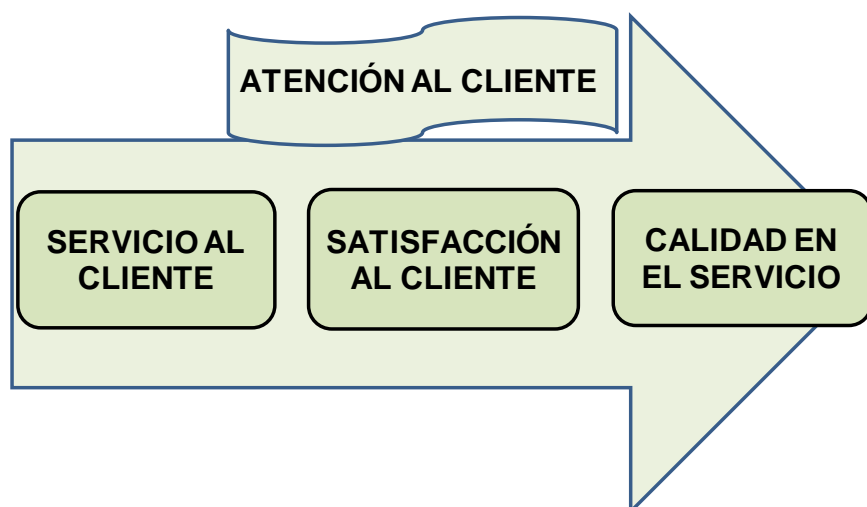 ATENCIÓN AL CLIENTE
SERVICIO AL
CLIENTE
SATISFACCIÓN
AL CLIENTE
CALIDAD EN
EL SERVICIO